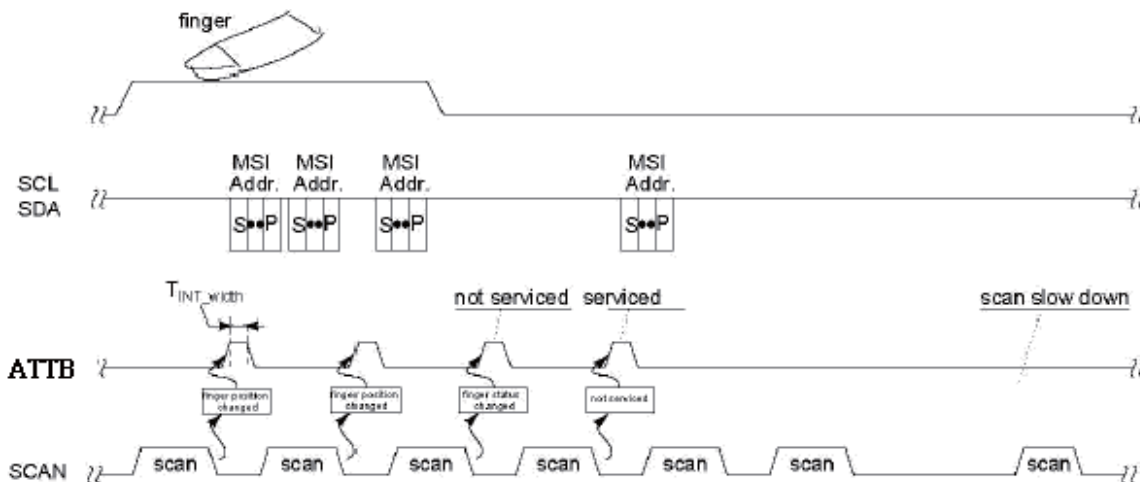 finger
MSI MSI MSI MSI
Addr. Addr. Addr. Addr.
SCL
SDA
S●●P S●●P S●●P S●●P
TINT_width
not serviced serviced
scan slow down
ATTB
finger position changed
finger position changed
finger status changed
not serviced
SCAN
scan scan scan scan scan scan scan